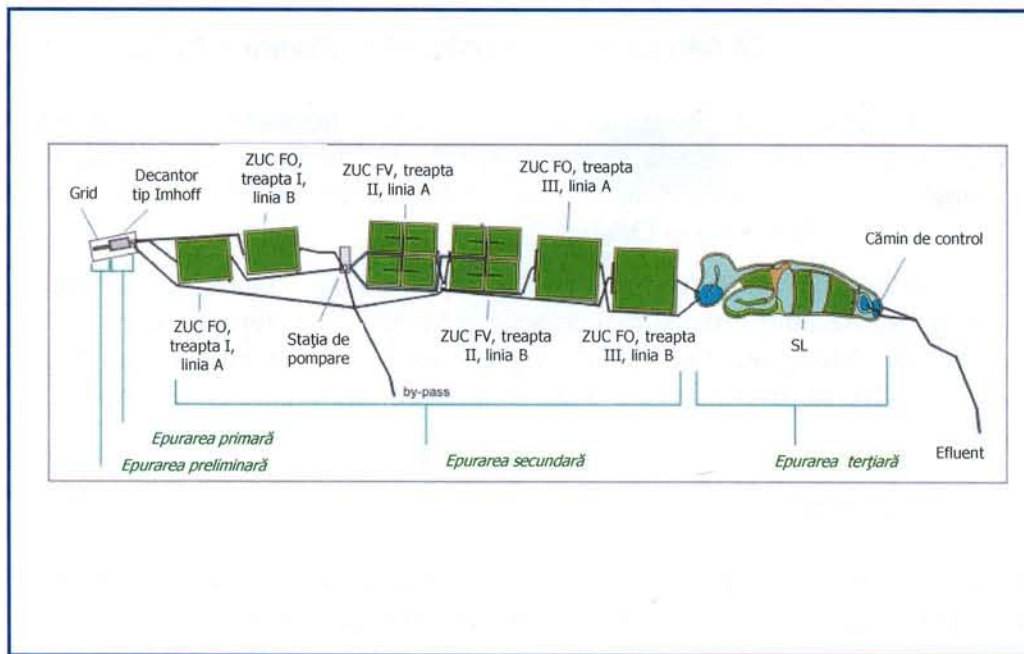 Grid
Decantor
tip Imhoff
ZUC FO,
treapta I,
linia B
ZUC FV, treapta
II, linia A
ZUC FO, treapta
III, linia A
Cămin de control
ZUC FO,
treapta I,
linia A
Stația de
pompare
ZUC FV, treapta
II, linia B
ZUC FO, treapta
III, linia B
SL
by-pass
Efluent
Epurarea primară
Epurarea preliminară
Epurarea secundară
Epurarea terțiară